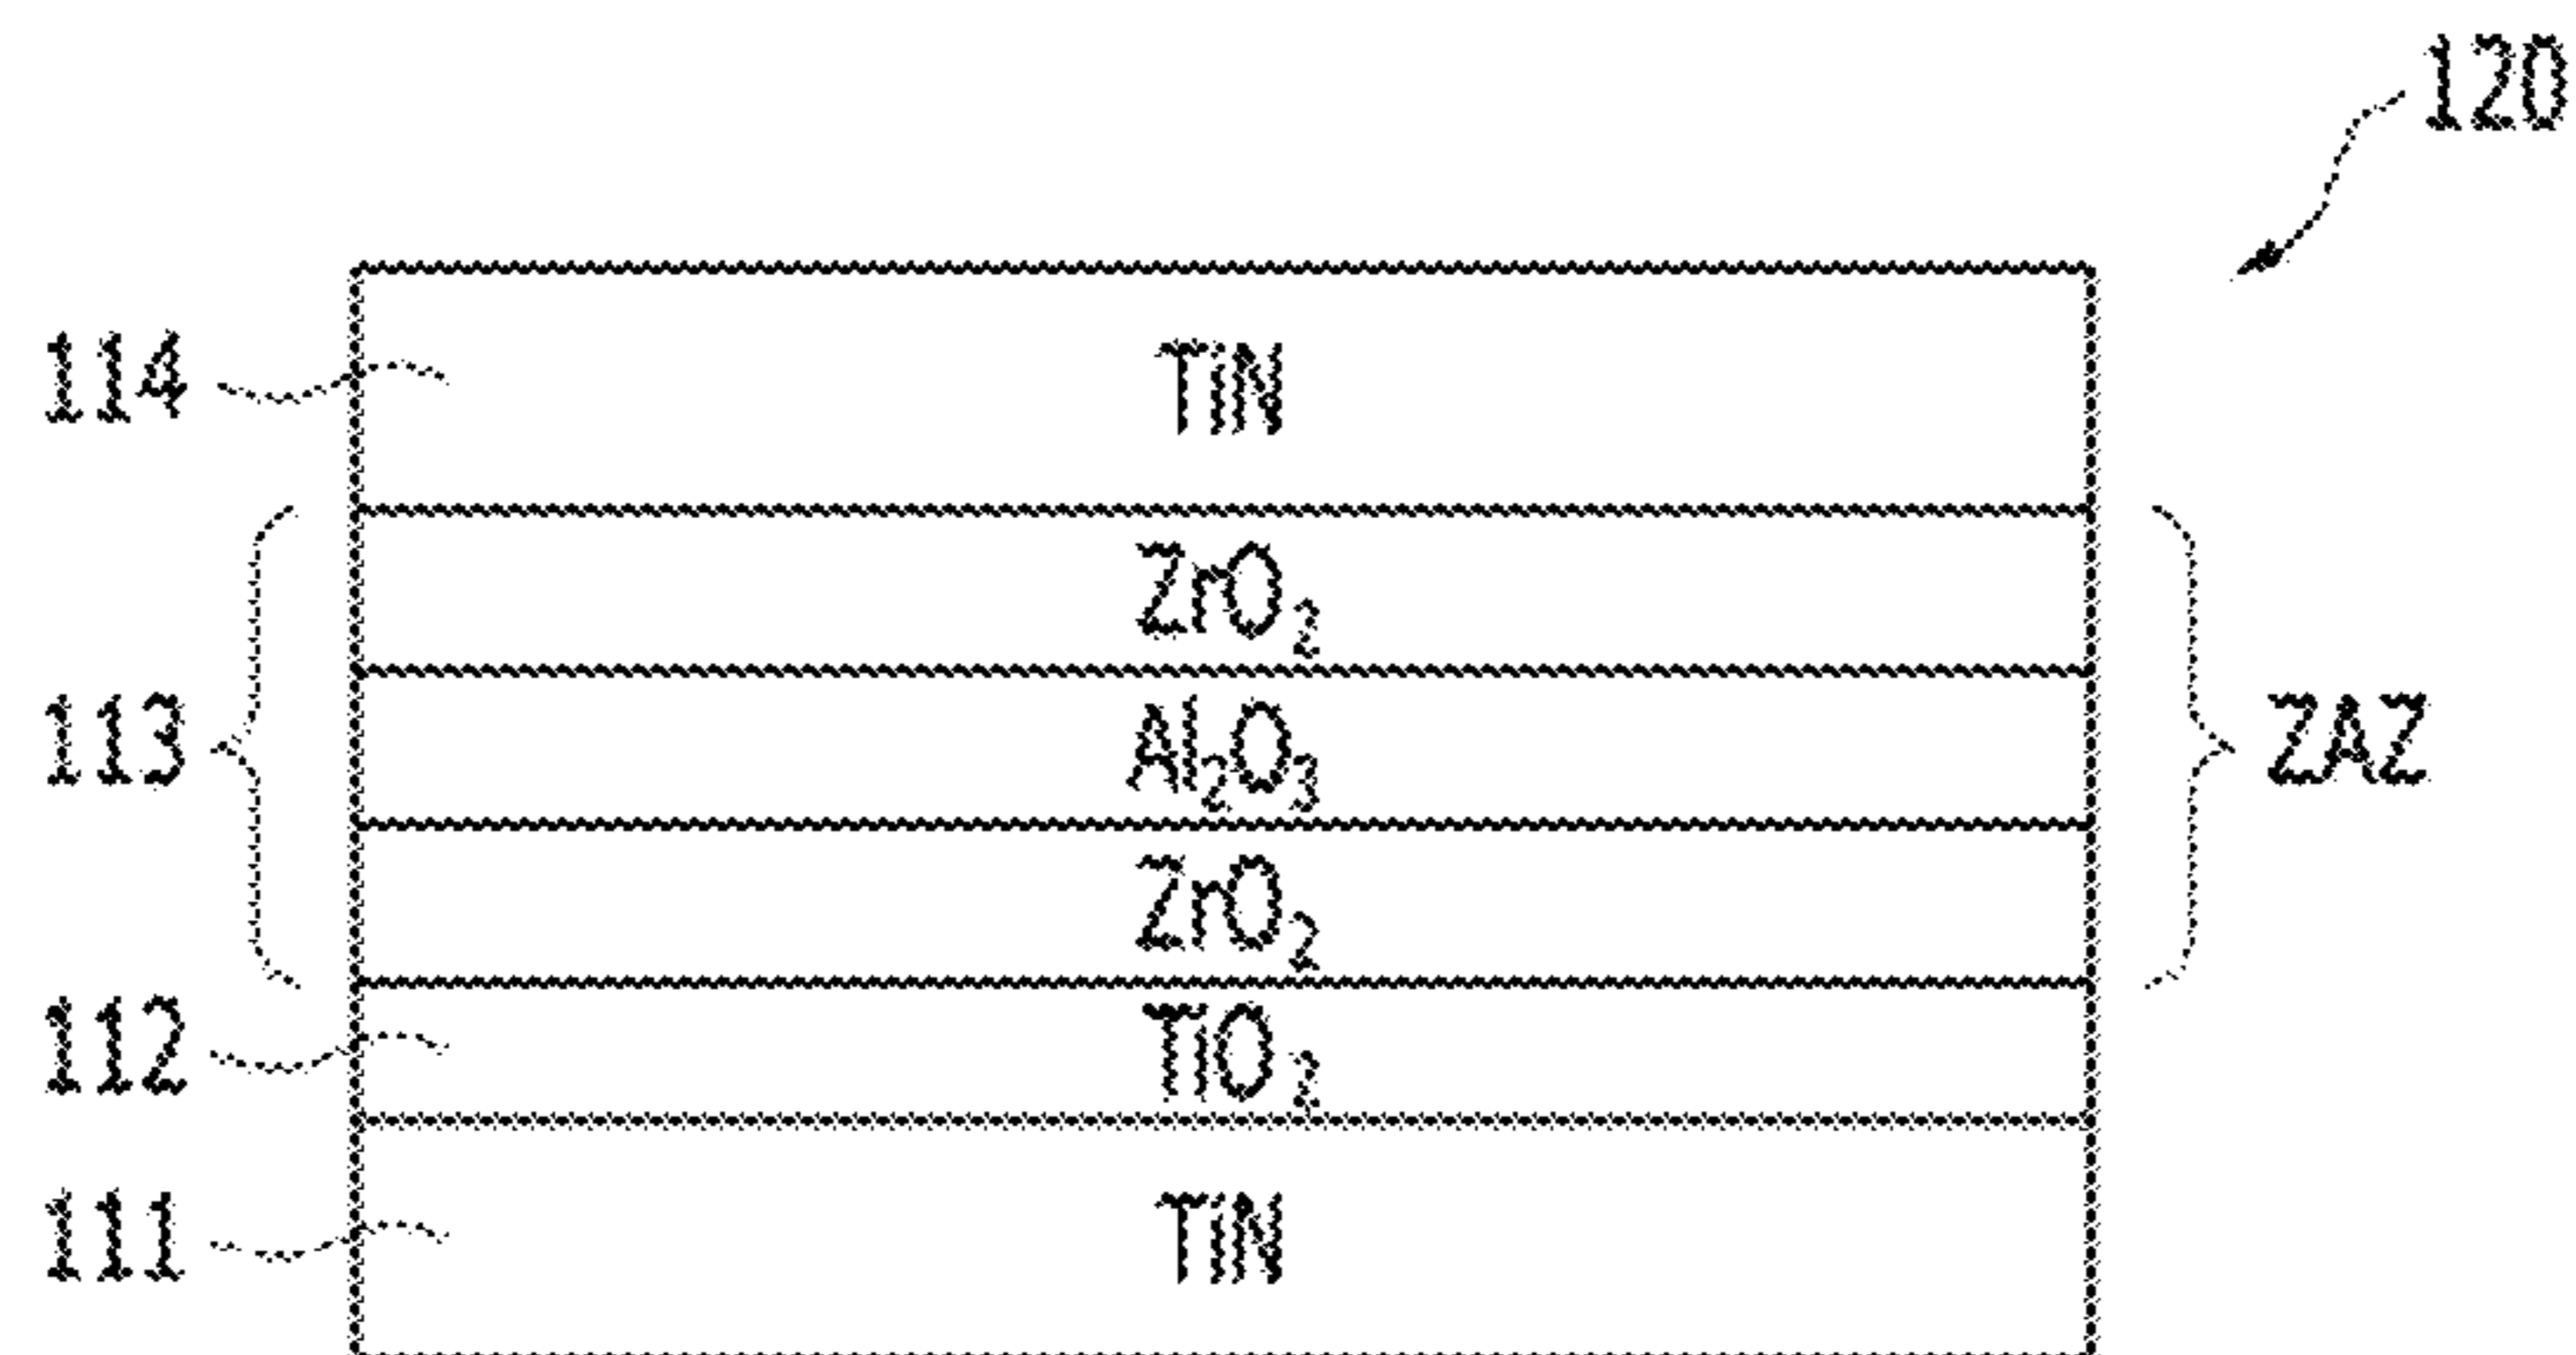 120
114 TiN
ZrO₂
113 Al₂O₃ ZAZ
ZrO₂
112 TiO₂
111 TiN